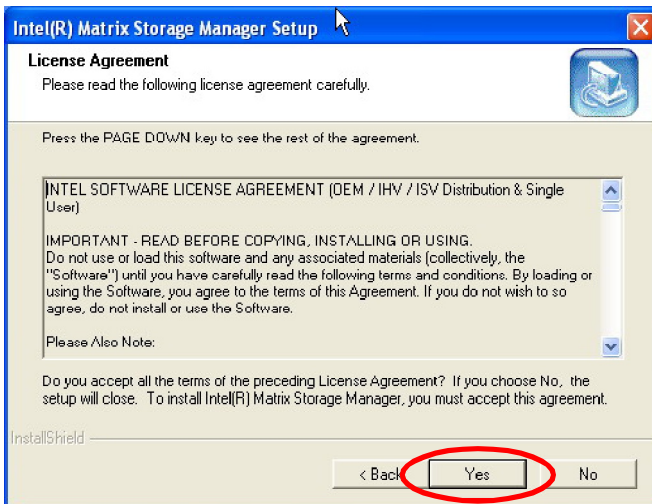 Intel(R) Matrix Storage Manager Setup
License Agreement
Please read the following license agreement carefully.
Press the PAGE DOWN key to see the rest of the agreement.
INTEL SOFTWARE LICENSE AGREEMENT (OEM / IHV / ISV Distribution & Single
User)
IMPORTANT - READ BEFORE COPYING, INSTALLING OR USING.
Do not use or load this software and any associated materials (collectively, the
"Software") until you have carefully read the following terms and conditions. By loading or
using the Software, you agree to the terms of this Agreement. If you do not wish to so
agree, do not install or use the Software.
Please Also Note:
Do you accept all the terms of the preceding License Agreement? If you choose No, the
setup will close. To install Intel(R) Matrix Storage Manager, you must accept this agreement.
InstallShield
< Back Yes No